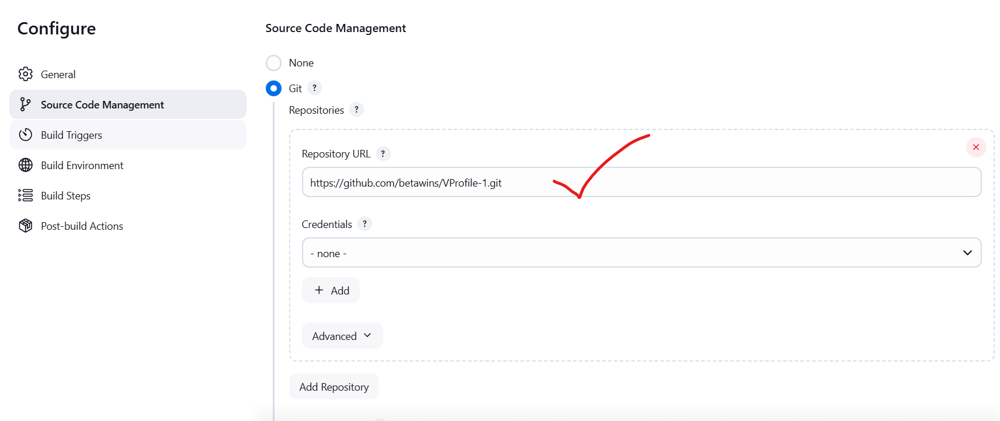 Configure
General
Source Code Management
Build Triggers
Build Environment
Build Steps
Post-build Actions
Source Code Management
None
Git ?
Repositories ?
Repository URL ?
https://github.com/betawins/VProfile-1.git
Credentials ?
- none -
+ Add
Advanced
Add Repository